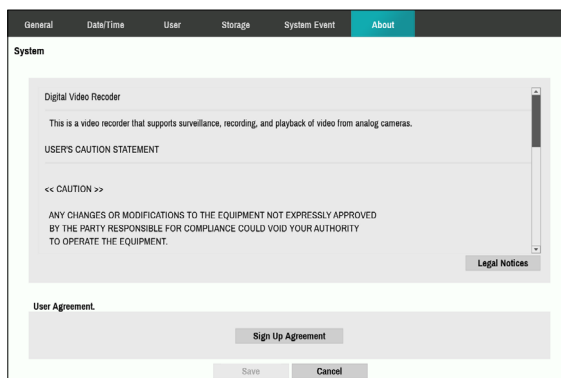 General Date/Time User Storage System Event About
System
Digital Video Recoder
This is a video recorder that supports surveillance, recording, and playback of video from analog cameras.
USER'S CAUTION STATEMENT
<< CAUTION >>
ANY CHANGES OR MODIFICATIONS TO THE EQUIPMENT NOT EXPRESSLY APPROVED
BY THE PARTY RESPONSIBLE FOR COMPLIANCE COULD VOID YOUR AUTHORITY
TO OPERATE THE EQUIPMENT.
Legal Notices
User Agreement.
Sign Up Agreement
Save Cancel